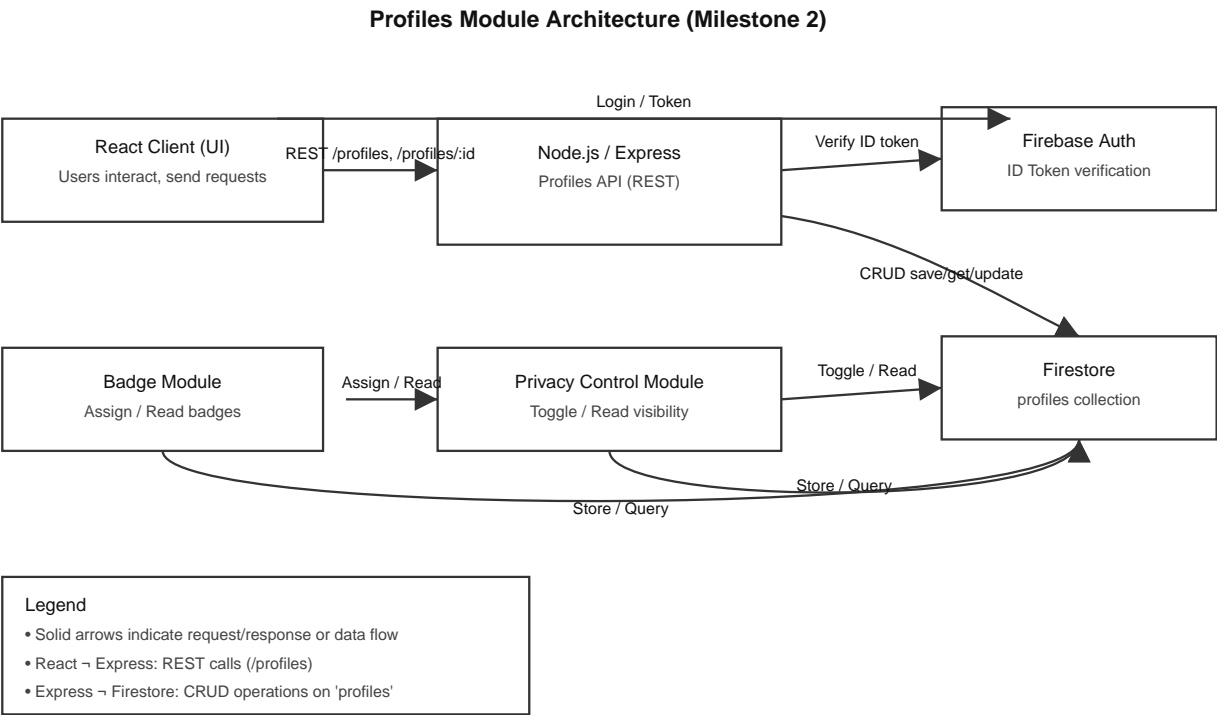 Profiles Module Architecture (Milestone 2)
Login / Token
React Client (UI)
Users interact, send requests
REST /profiles, /profiles/:id
Node.js / Express
Profiles API (REST)
Verify ID token
Firebase Auth
ID Token verification
CRUD save/get/update
Badge Module
Assign / Read badges
Assign / Read
Privacy Control Module
Toggle / Read visibility
Toggle / Read
Firestore
profiles collection
Store / Query
Store / Query
Legend
• Solid arrows indicate request/response or data flow
• React ¬ Express: REST calls (/profiles)
• Express ¬ Firestore: CRUD operations on 'profiles'